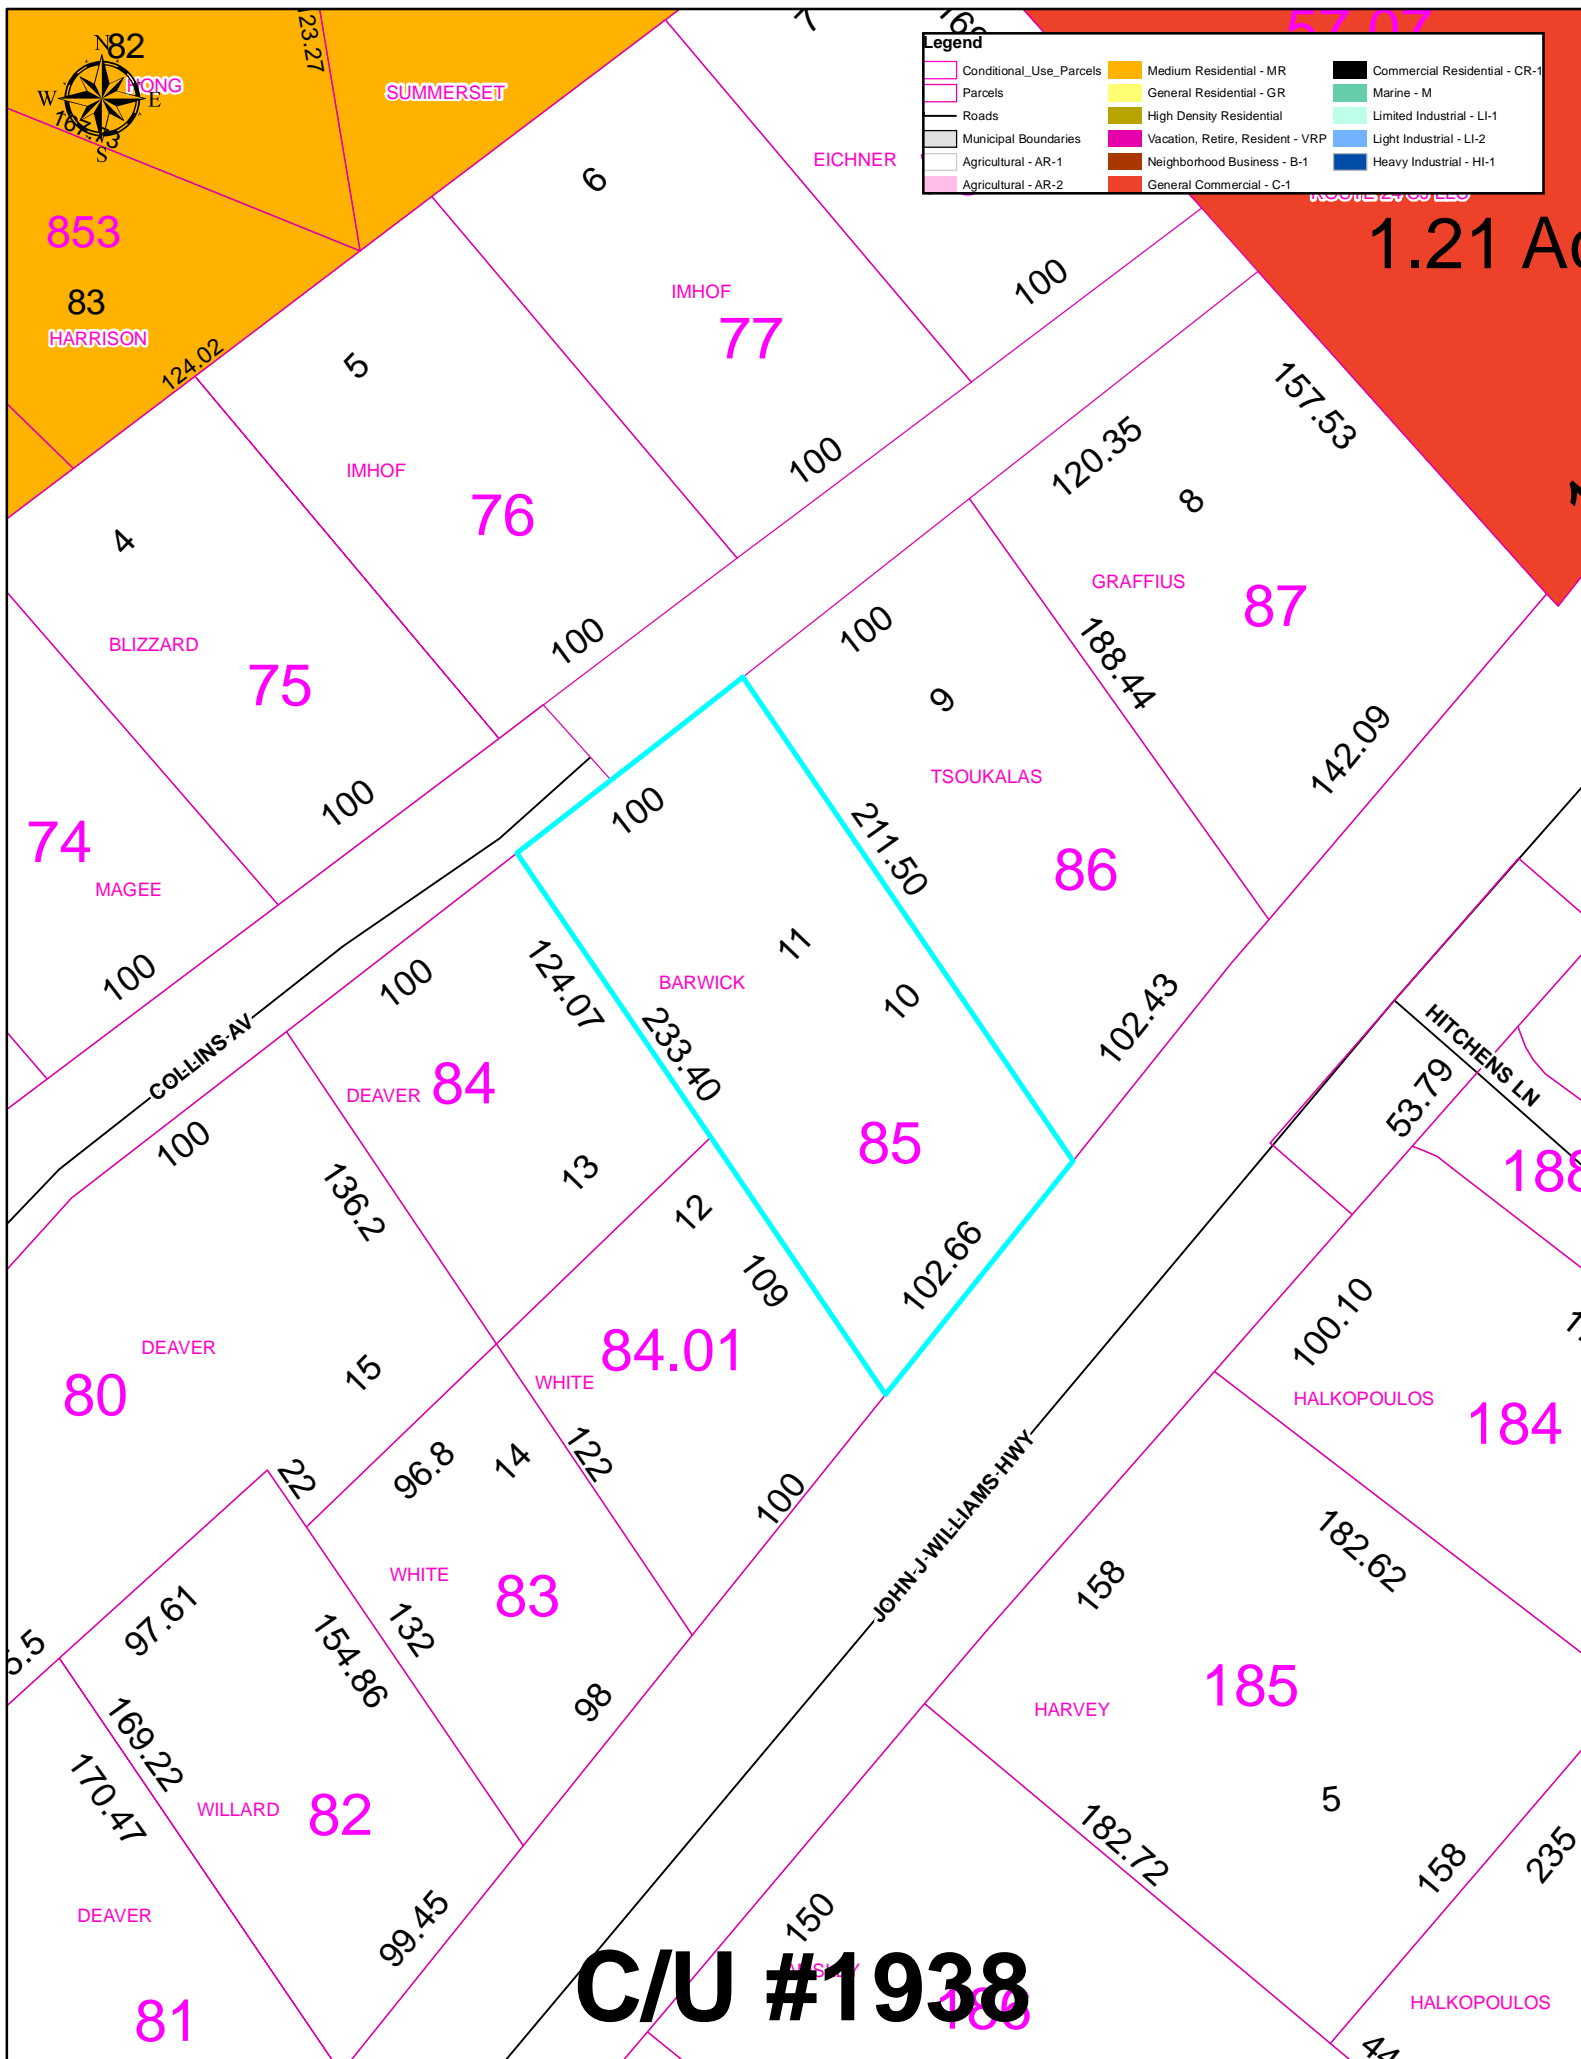 57.07
Legend
Conditional_Use_Parcels
Parcels
Roads
Municipal Boundaries
Agricultural - AR-1
Agricultural - AR-2
Medium Residential - MR
General Residential - GR
High Density Residential
Vacation, Retire, Resident - VRP
Neighborhood Business - B-1
General Commercial - C-1
Commercial Residential - CR-1
Marine - M
Limited Industrial - LI-1
Light Industrial - LI-2
Heavy Industrial - HI-1
N
W E
S
82
HONG
123.27
SUMMERSET
7
EICHNER
6
853
83
HARRISON
124.02
1.21 Ac
100
IMHOF
77
5
157.53
120.35
100
IMHOF
76
8
4
GRAFFIUS
87
100
100
BLIZZARD
75
188.44
9
142.09
TSOUKALAS
100
100
74
211.50
86
MAGEE
11
100
100
124.07
BARWICK
10
102.43
COLLINS AV
233.40
HITCHENS LN
DEAVER
84
53.79
100
85
188
13
136.2
12
102.66
109
100.10
DEAVER
84.01
80
15
WHITE
HALKOPOULOS
184
22
96.8
14
122
100
JOHN J WILLIAMS HWY
182.62
WHITE
83
158
97.61
132
154.86
5.5
98
185
HARVEY
169.22
170.47
WILLARD
82
5
182.72
158
235
DEAVER
99.45
150
C/U #1938
186
81
HALKOPOULOS
44